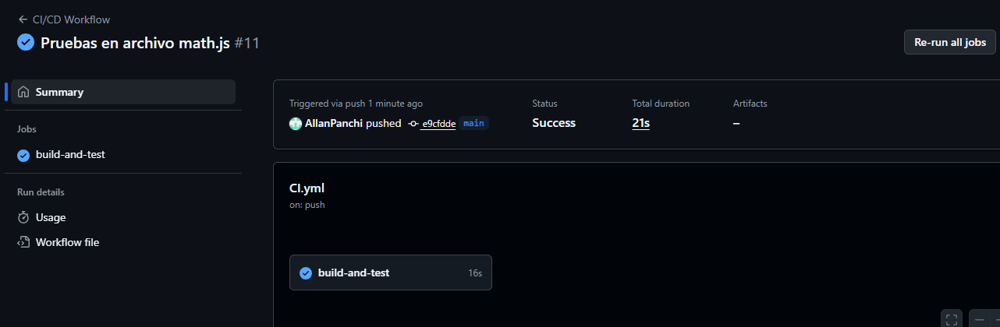 CI/CD Workflow
Pruebas en archivo math.js #11
Re-run all jobs
Summary
Jobs
build-and-test
Run details
Usage
Workflow file
Triggered via push 1 minute ago
AllanPanchi pushed e9cfdde main
Status
Success
Total duration
21s
Artifacts
–
CI.yml
on: push
build-and-test 16s